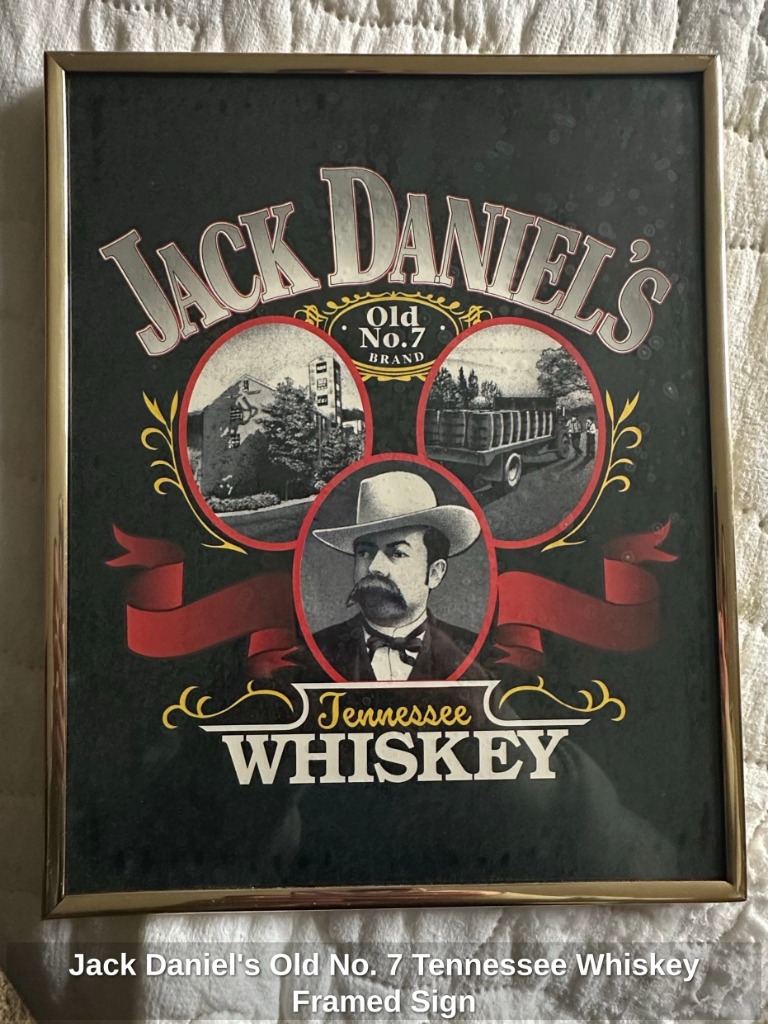 JACK DANIEL'S
Old
No.7
BRAND
Tennessee
WHISKEY
Jack Daniel's Old No. 7 Tennessee Whiskey
Framed Sign